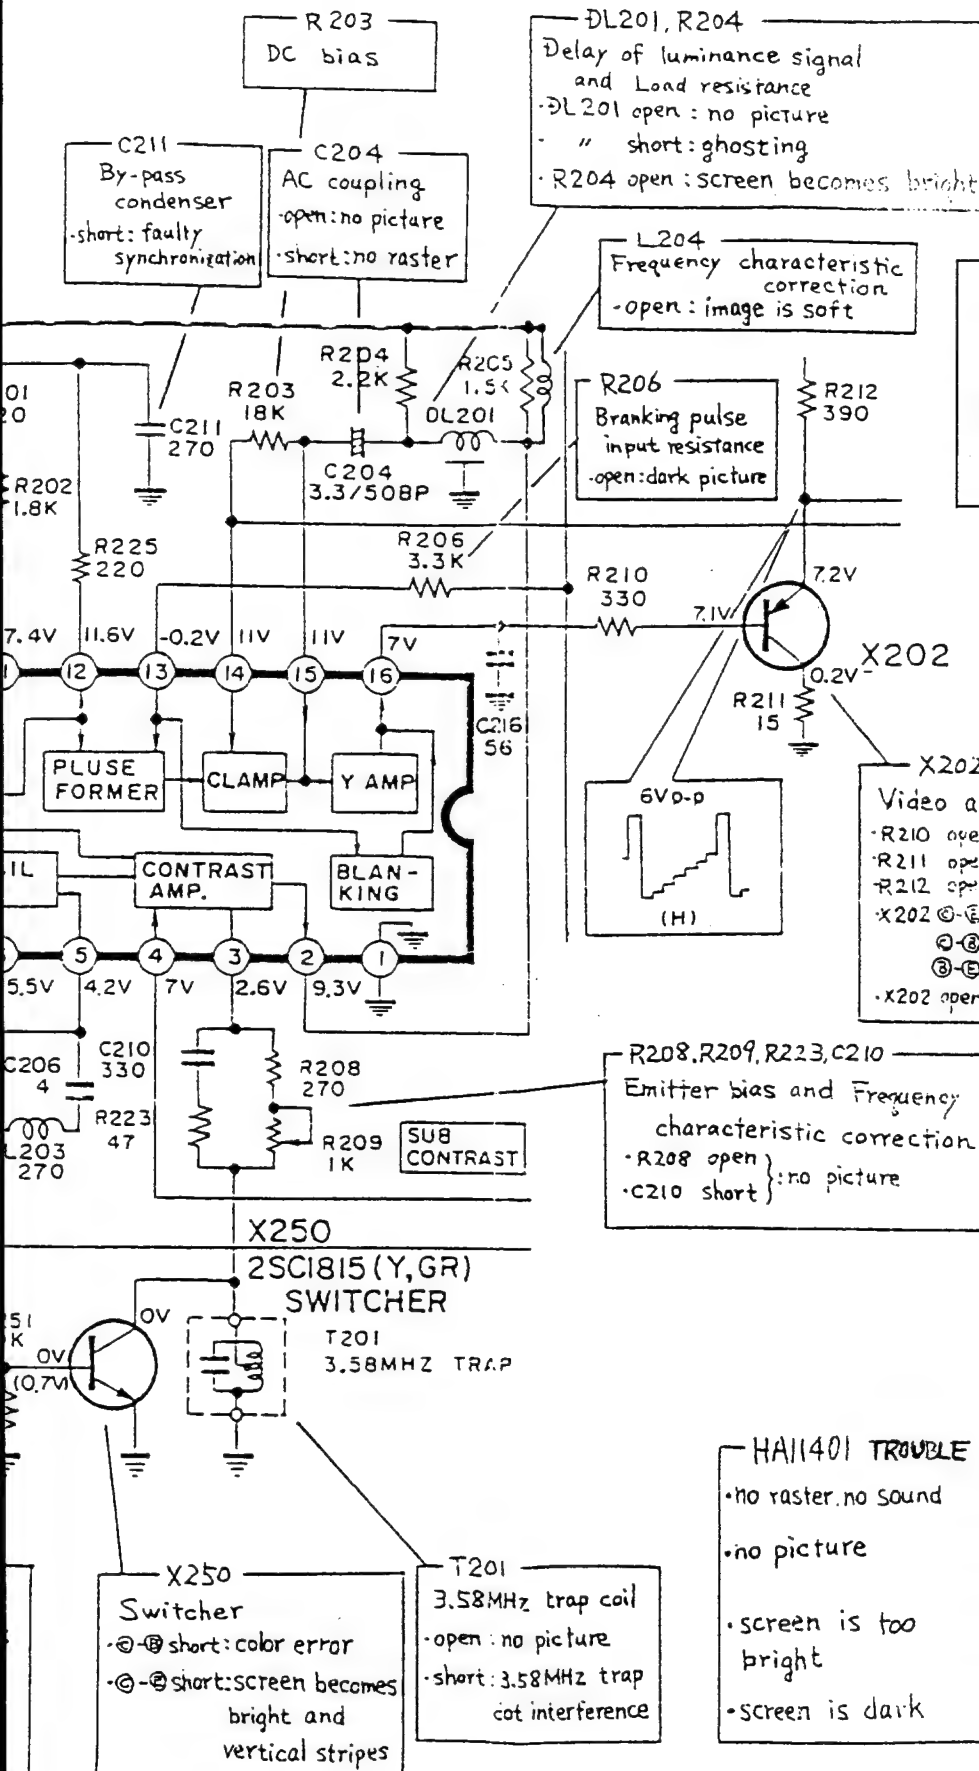 R203
DC bias
DL201, R204
Delay of luminance signal
and Load resistance
·DL201 open : no picture
· " short : ghosting
· R204 open : screen becomes bright
C211
By-pass
condenser
·short: faulty
synchronization
C204
AC coupling
·open: no picture
·short: no raster
L204
Frequency characteristic
correction
·open : image is soft
R204
2.2K
R205
1.5K
R203
18K
DL201
R206
Branking pulse
input resistance
·open: dark picture
R212
390
C211
270
C204
3.3/50BP
R202
1.8K
R225
220
R206
3.3K
R210
330
7.2V
7.1V
7.4V
11.6V
-0.2V
11V
11V
7V
X202
0.2V
12
13
14
15
16
R211
15
C216
56
PLUSE
FORMER
CLAMP
Y AMP
6Vp-p
(H)
X202
Video a
·R210 ope
·R211 ope
·R212 ope
·X202 Ⓒ-Ⓔ
Ⓒ-Ⓑ
Ⓑ-Ⓔ
·X202 open
IL
CONTRAST
AMP.
BLAN-
KING
5
4
3
2
1
5.5V
4.2V
7V
2.6V
9.3V
C206
4
C210
330
R208
270
R223
47
R209
1K
SUB
CONTRAST
L203
270
R208, R209, R223, C210
Emitter bias and Frequency
characteristic correction
·R208 open
·C210 short
:no picture
X250
2SC1815 (Y, GR)
SWITCHER
0V
0V
(0.7V)
T201
3.58MHZ TRAP
HA11401 TROUBLE
·no raster, no sound
·no picture
·screen is too
bright
·screen is dark
X250
Switcher
·Ⓒ-Ⓑ short: color error
·Ⓒ-Ⓔ short: screen becomes
bright and
vertical stripes
T201
3.58MHz trap coil
·open : no picture
·short: 3.58MHz trap
cot interference